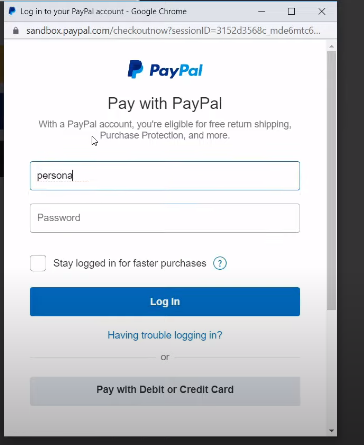 Log in to your PayPal account - Google Chrome
sandbox.paypal.com/checkoutnow?sessionID=3152d3568c_mde6mtc6...
PayPal
Pay with PayPal
With a PayPal account, you're eligible for free return shipping,
Purchase Protection, and more.
persona
Password
Stay logged in for faster purchases ?
Log In
Having trouble logging in?
or
Pay with Debit or Credit Card